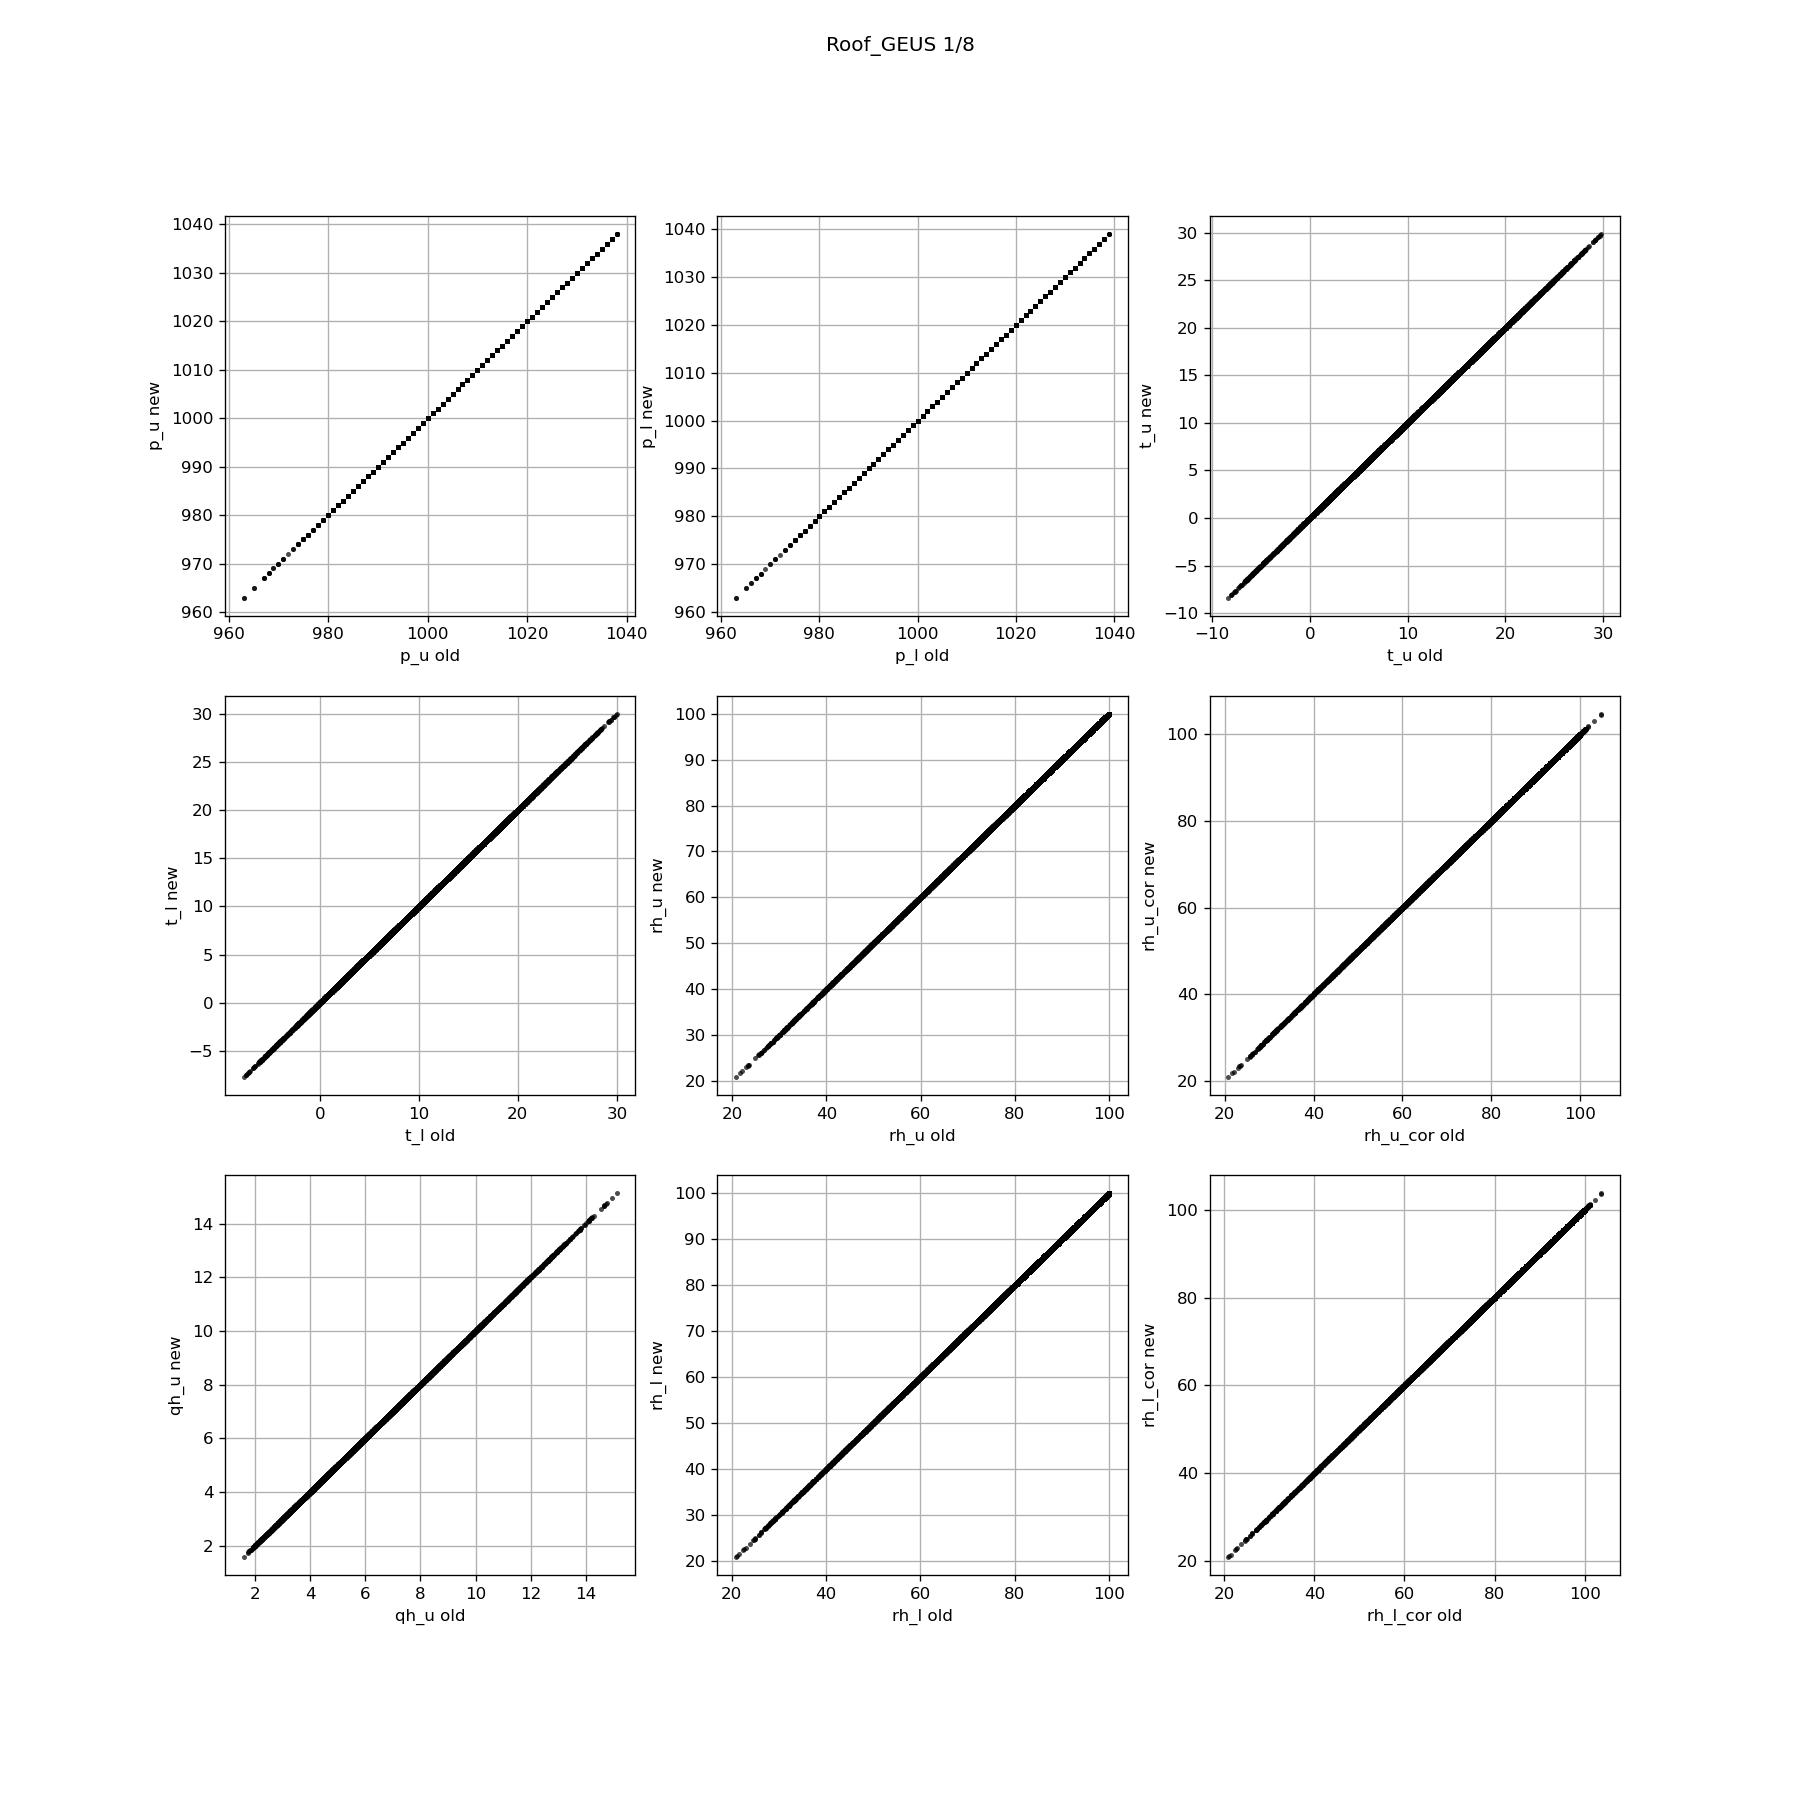 Roof_GEUS 1/8
1040
1030
1020
1010
1000
990
980
970
960
p_u new
960 980 1000 1020 1040
p_u old
1040
1030
1020
1010
1000
990
980
970
960
p_l new
960 980 1000 1020 1040
p_l old
30
25
20
15
10
5
0
−5
−10
t_u new
−10 0 10 20 30
t_u old
30
25
20
15
10
5
0
−5
t_l new
0 10 20 30
t_l old
100
90
80
70
60
50
40
30
20
rh_u new
20 40 60 80 100
rh_u old
100
80
60
40
20
rh_u_cor new
20 40 60 80 100
rh_u_cor old
14
12
10
8
6
4
2
qh_u new
2 4 6 8 10 12 14
qh_u old
100
90
80
70
60
50
40
30
20
rh_l new
20 40 60 80 100
rh_l old
100
80
60
40
20
rh_l_cor new
20 40 60 80 100
rh_l_cor old